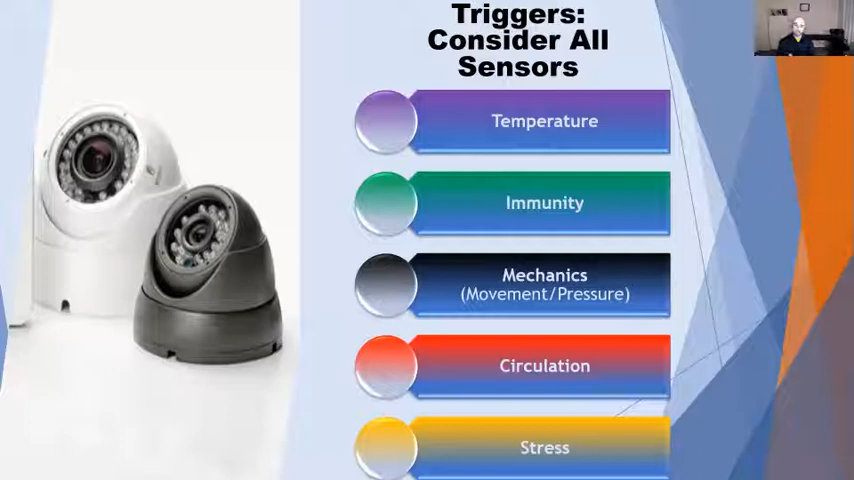 Triggers:
Consider All
Sensors
Temperature
Immunity
Mechanics
(Movement/Pressure)
Circulation
Stress